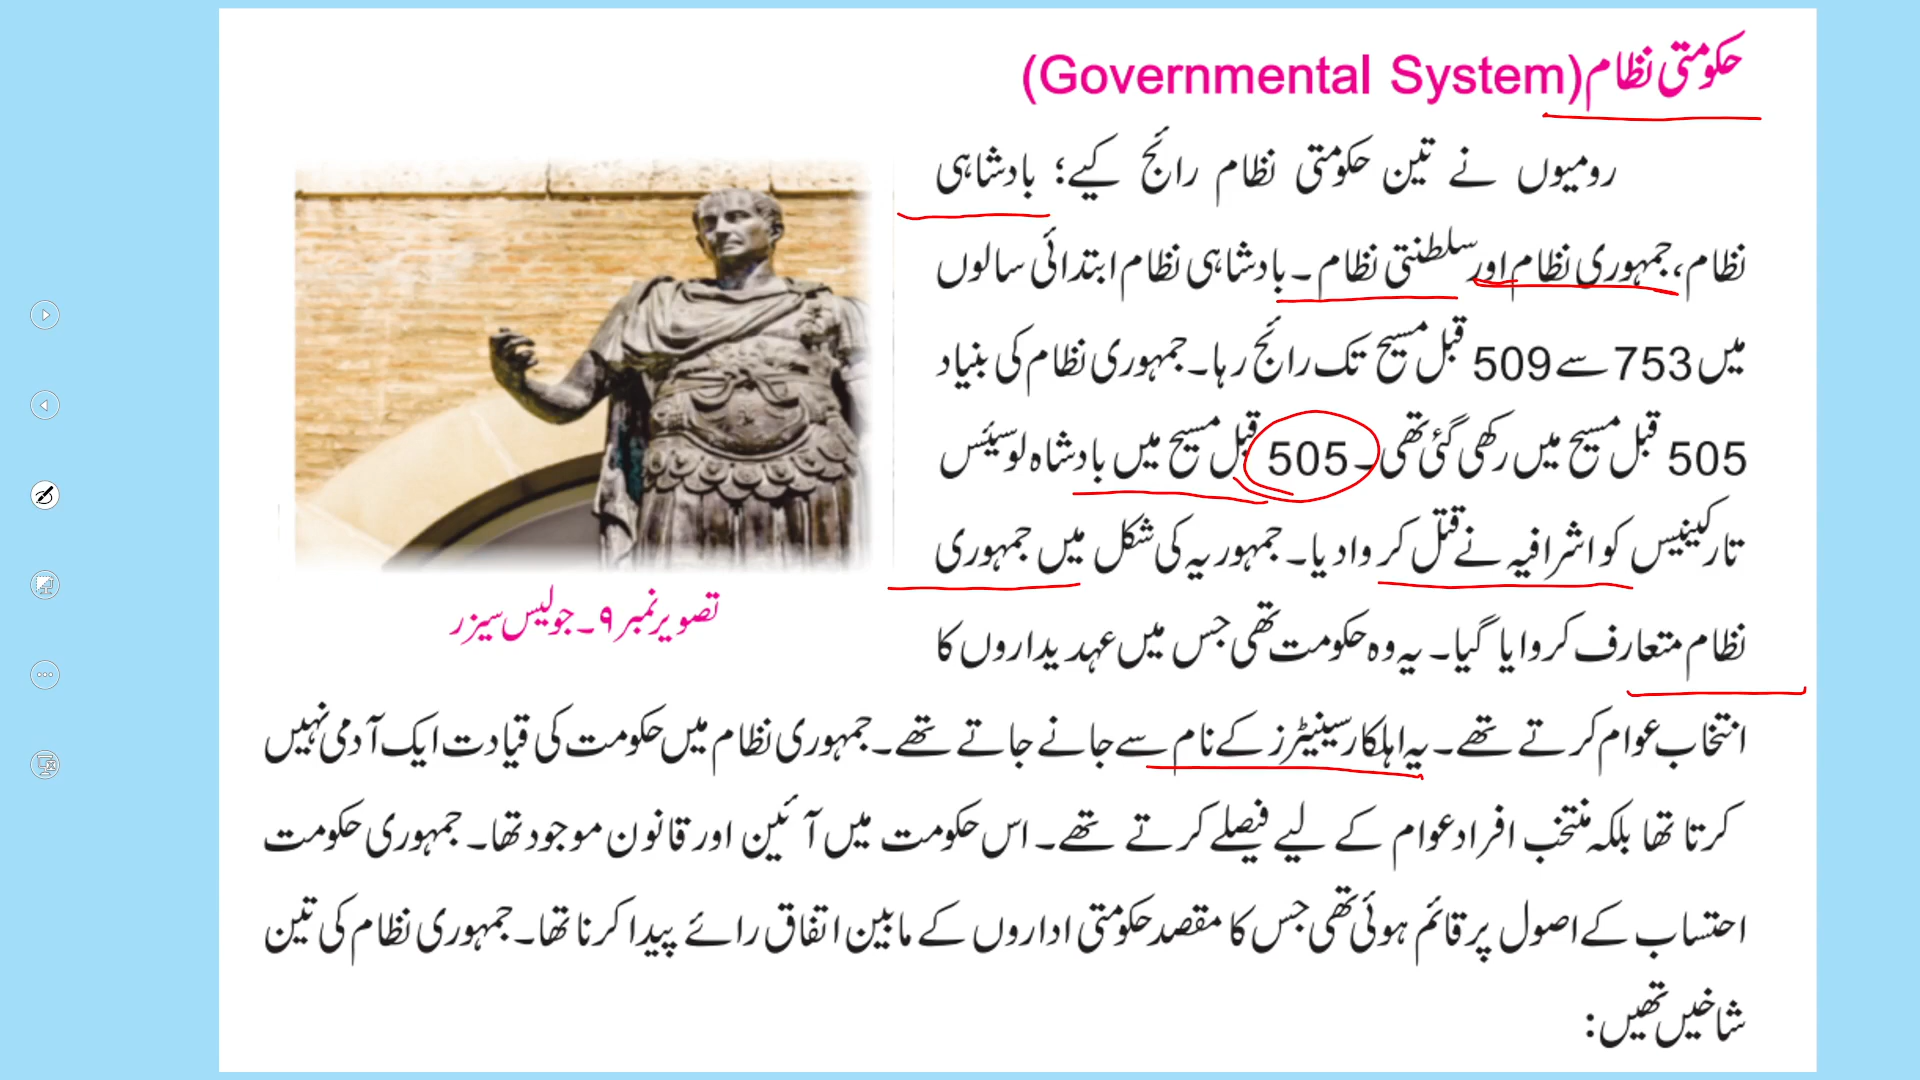 حکومتی نظام (Governmental System)
رومیوں نے تین حکومتی نظام رائج کیے؛ بادشاہی
نظام، جمہوری نظام اور سلطنتی نظام۔ بادشاہی نظام ابتدائی سالوں
میں 753 سے 509 قبل مسیح تک رائج رہا۔ جمہوری نظام کی بنیاد
505 قبل مسیح میں رکھی گئی تھی۔ 505 قبل مسیح میں بادشاہ لوسیئس
تارکینیس کو اشرافیہ نے قتل کر وا دیا۔ جمہوریہ کی شکل میں جمہوری
نظام متعارف کروایا گیا۔ یہ وہ حکومت تھی جس میں عہدیداروں کا
انتخاب عوام کرتے تھے۔ یہ اہلکار سینیٹرز کے نام سے جانے جاتے تھے۔ جمہوری نظام میں حکومت کی قیادت ایک آدمی نہیں
کرتا تھا بلکہ منتخب افراد عوام کے لیے فیصلے کرتے تھے۔ اس حکومت میں آئین اور قانون موجود تھا۔ جمہوری حکومت
احتساب کے اصول پر قائم ہوئی تھی جس کا مقصد حکومتی اداروں کے مابین اتفاق رائے پیدا کرنا تھا۔ جمہوری نظام کی تین
شاخیں تھیں:
تصویر نمبر ۹۔ جولیس سیزر